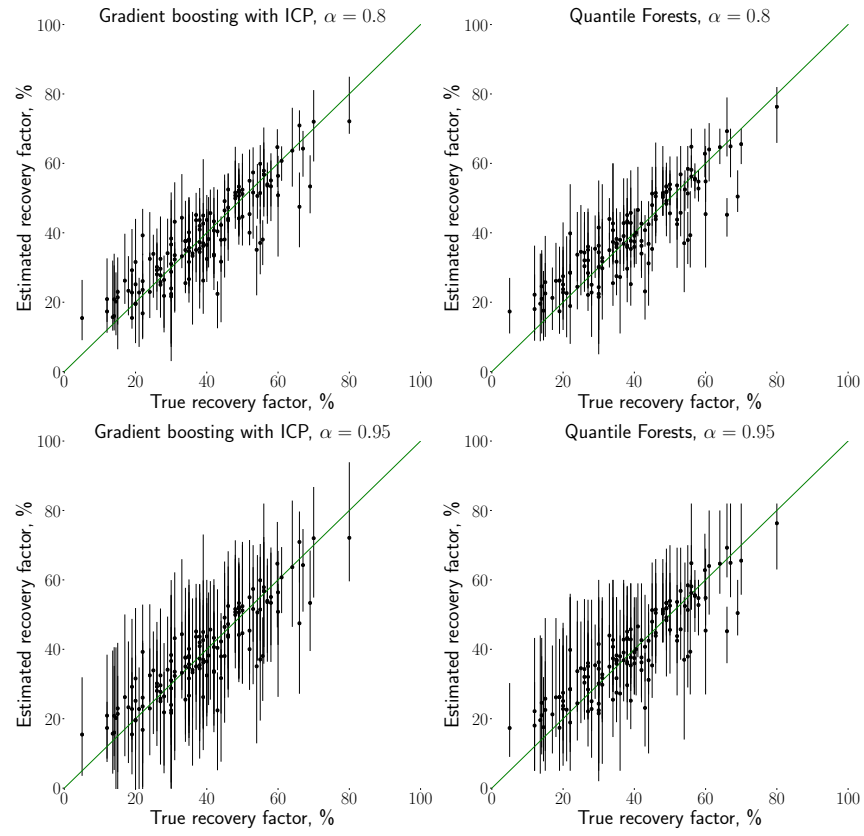 Gradient boosting with ICP, α = 0.8
Estimated recovery factor, %
100
80
60
40
20
0
0 20 40 60 80 100
True recovery factor, %
Quantile Forests, α = 0.8
Estimated recovery factor, %
100
80
60
40
20
0
0 20 40 60 80 100
True recovery factor, %
Gradient boosting with ICP, α = 0.95
Estimated recovery factor, %
100
80
60
40
20
0
0 20 40 60 80 100
True recovery factor, %
Quantile Forests, α = 0.95
Estimated recovery factor, %
100
80
60
40
20
0
0 20 40 60 80 100
True recovery factor, %